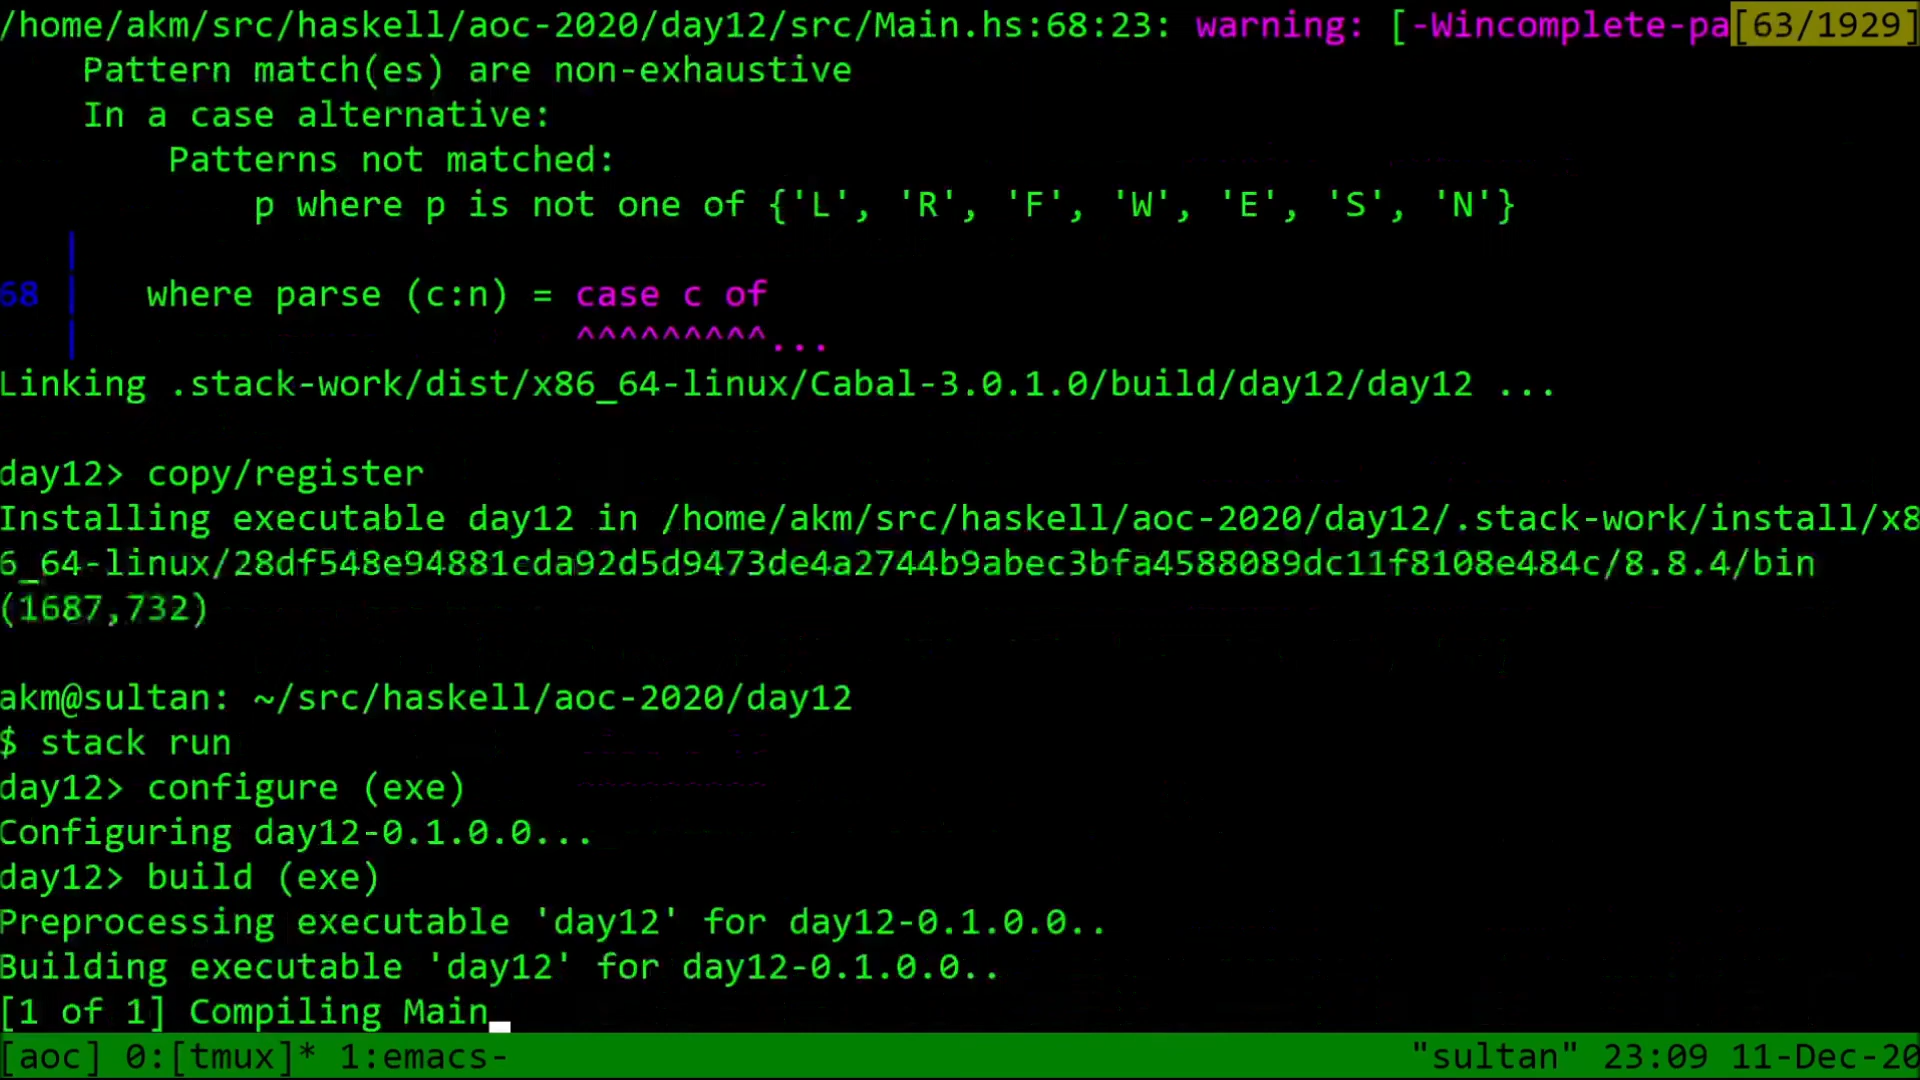 /home/akm/src/haskell/aoc-2020/day12/src/Main.hs:68:23: warning: [-Wincomplete-pa[63/1929]
Pattern match(es) are non-exhaustive
In a case alternative:
Patterns not matched:
p where p is not one of {'L', 'R', 'F', 'W', 'E', 'S', 'N'}
|
68 | where parse (c:n) = case c of
| ^^^^^^^^^...
Linking .stack-work/dist/x86_64-linux/Cabal-3.0.1.0/build/day12/day12 ...
day12> copy/register
Installing executable day12 in /home/akm/src/haskell/aoc-2020/day12/.stack-work/install/x8
6_64-linux/28df548e94881cda92d5d9473de4a2744b9abec3bfa4588089dc11f8108e484c/8.8.4/bin
(1687,732)
akm@sultan: ~/src/haskell/aoc-2020/day12
$ stack run
day12> configure (exe)
Configuring day12-0.1.0.0...
day12> build (exe)
Preprocessing executable 'day12' for day12-0.1.0.0..
Building executable 'day12' for day12-0.1.0.0..
[1 of 1] Compiling Main
[aoc] 0:[tmux]* 1:emacs- "sultan" 23:09 11-Dec-20